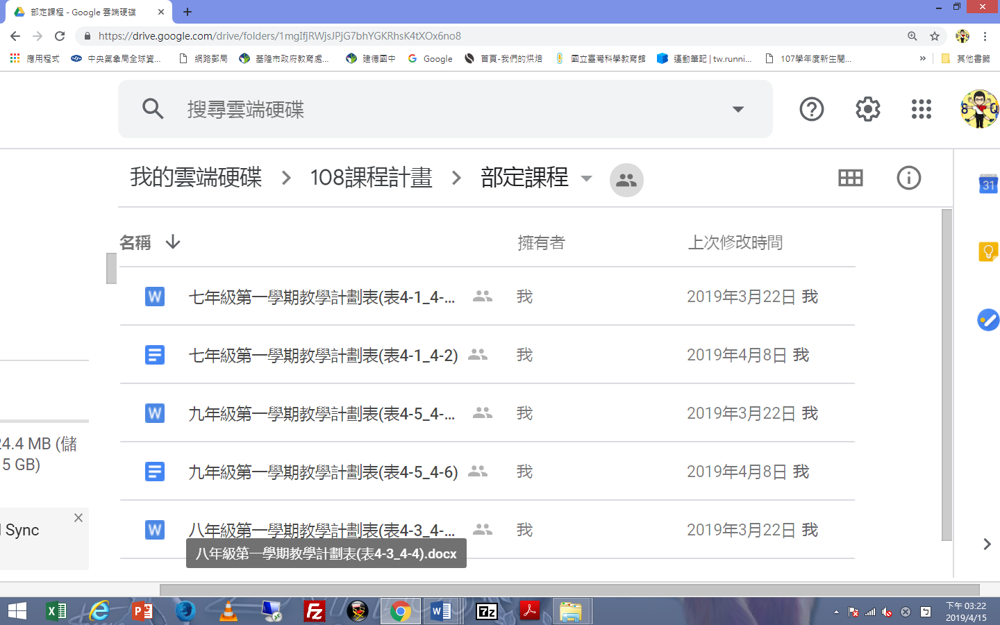 部定課程 - Google 雲端硬碟
https://drive.google.com/drive/folders/1mgIfjRWjsJPjG7bhYGKRhsK4tXOx6no8
應用程式 中央氣象局全球資... 網路郵局 基隆市政府教育處... 建德國中 Google 首頁-我們的烘焙 國立臺灣科學教育館 運動筆記 | tw.runni... 107學年度新生閱... » 其他書籤
搜尋雲端硬碟
8 Q
我的雲端硬碟 > 108課程計畫 > 部定課程
31
名稱 擁有者 上次修改時間
七年級第一學期教學計劃表(表4-1_4-... 我 2019年3月22日 我
七年級第一學期教學計劃表(表4-1_4-2) 我 2019年4月8日 我
九年級第一學期教學計劃表(表4-5_4-... 我 2019年3月22日 我
九年級第一學期教學計劃表(表4-5_4-6) 我 2019年4月8日 我
八年級第一學期教學計劃表(表4-3_4-... 我 2019年3月22日 我
八年級第一學期教學計劃表(表4-3_4-4).docx
24.4 MB (儲
5 GB)
Sync
下午 03:22
2019/4/15